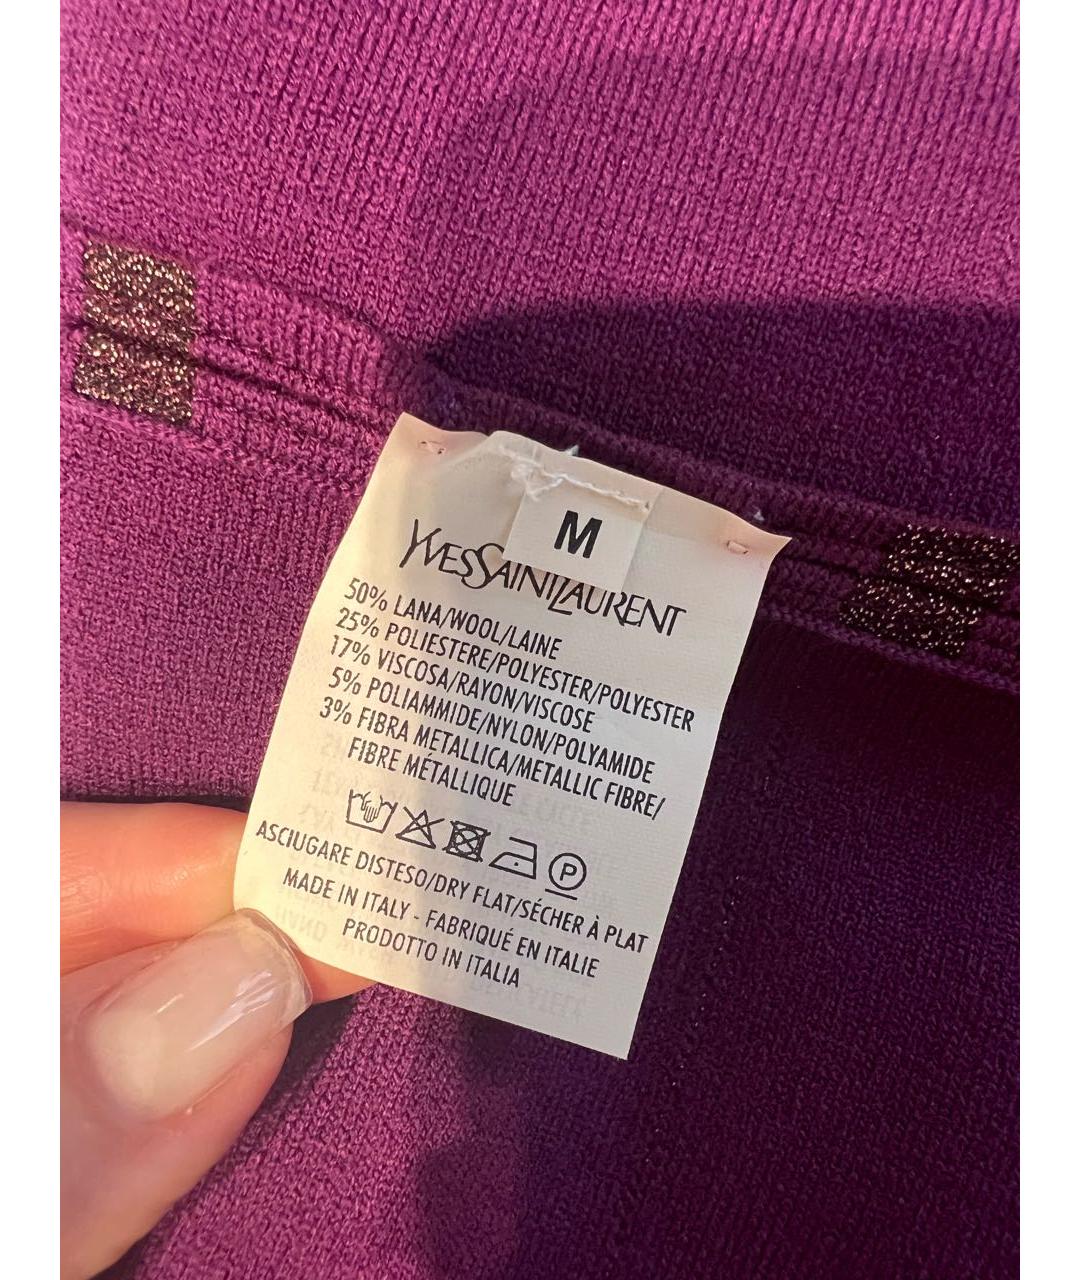 M
YVESSAINTLAURENT
50% LANA/WOOL/LAINE
25% POLIESTERE/POLYESTER/POLYESTER
17% VISCOSA/RAYON/VISCOSE
5% POLIAMMIDE/NYLON/POLYAMIDE
3% FIBRA METALLICA/METALLIC FIBRE/
FIBRE MÉTALLIQUE
P
ASCIUGARE DISTESO/DRY FLAT/SÉCHER À PLAT
MADE IN ITALY - FABRIQUÉ EN ITALIE
PRODOTTO IN ITALIA